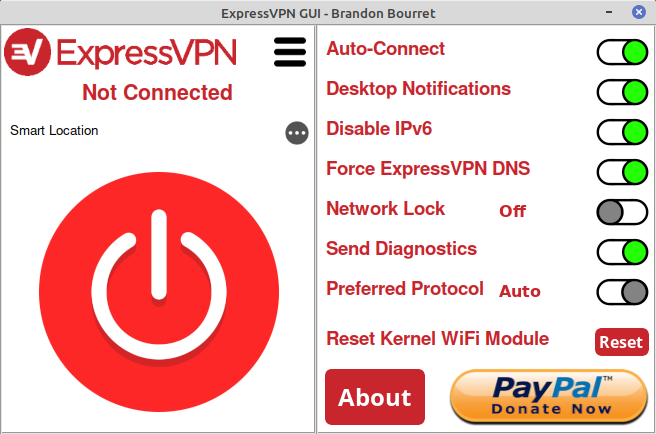 ExpressVPN GUI - Brandon Bourret
ExpressVPN
Not Connected
Smart Location
Auto-Connect
Desktop Notifications
Disable IPv6
Force ExpressVPN DNS
Network Lock Off
Send Diagnostics
Preferred Protocol Auto
Reset Kernel WiFi Module Reset
About
PayPal™
Donate Now